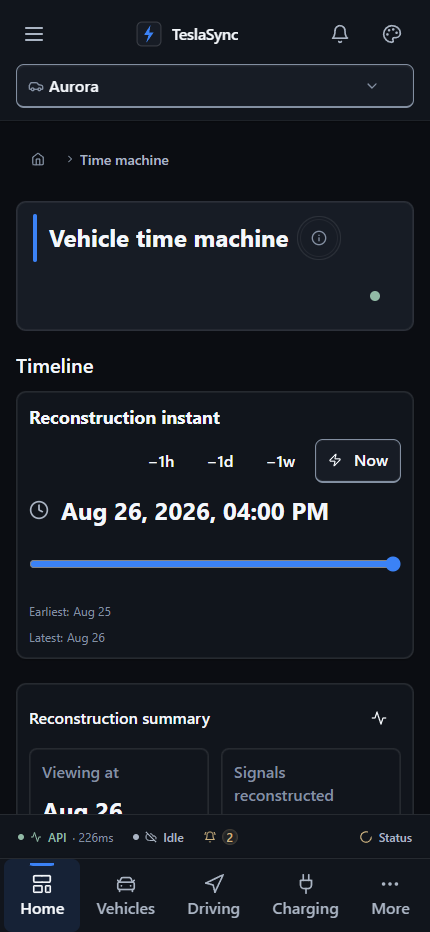 TeslaSync
Aurora
Time machine
Vehicle time machine
Timeline
Reconstruction instant
−1h −1d −1w Now
Aug 26, 2026, 04:00 PM
Earliest: Aug 25
Latest: Aug 26
Reconstruction summary
Viewing at
Aug 26
Signals
reconstructed
API · 226ms Idle 2 Status
Home Vehicles Driving Charging More